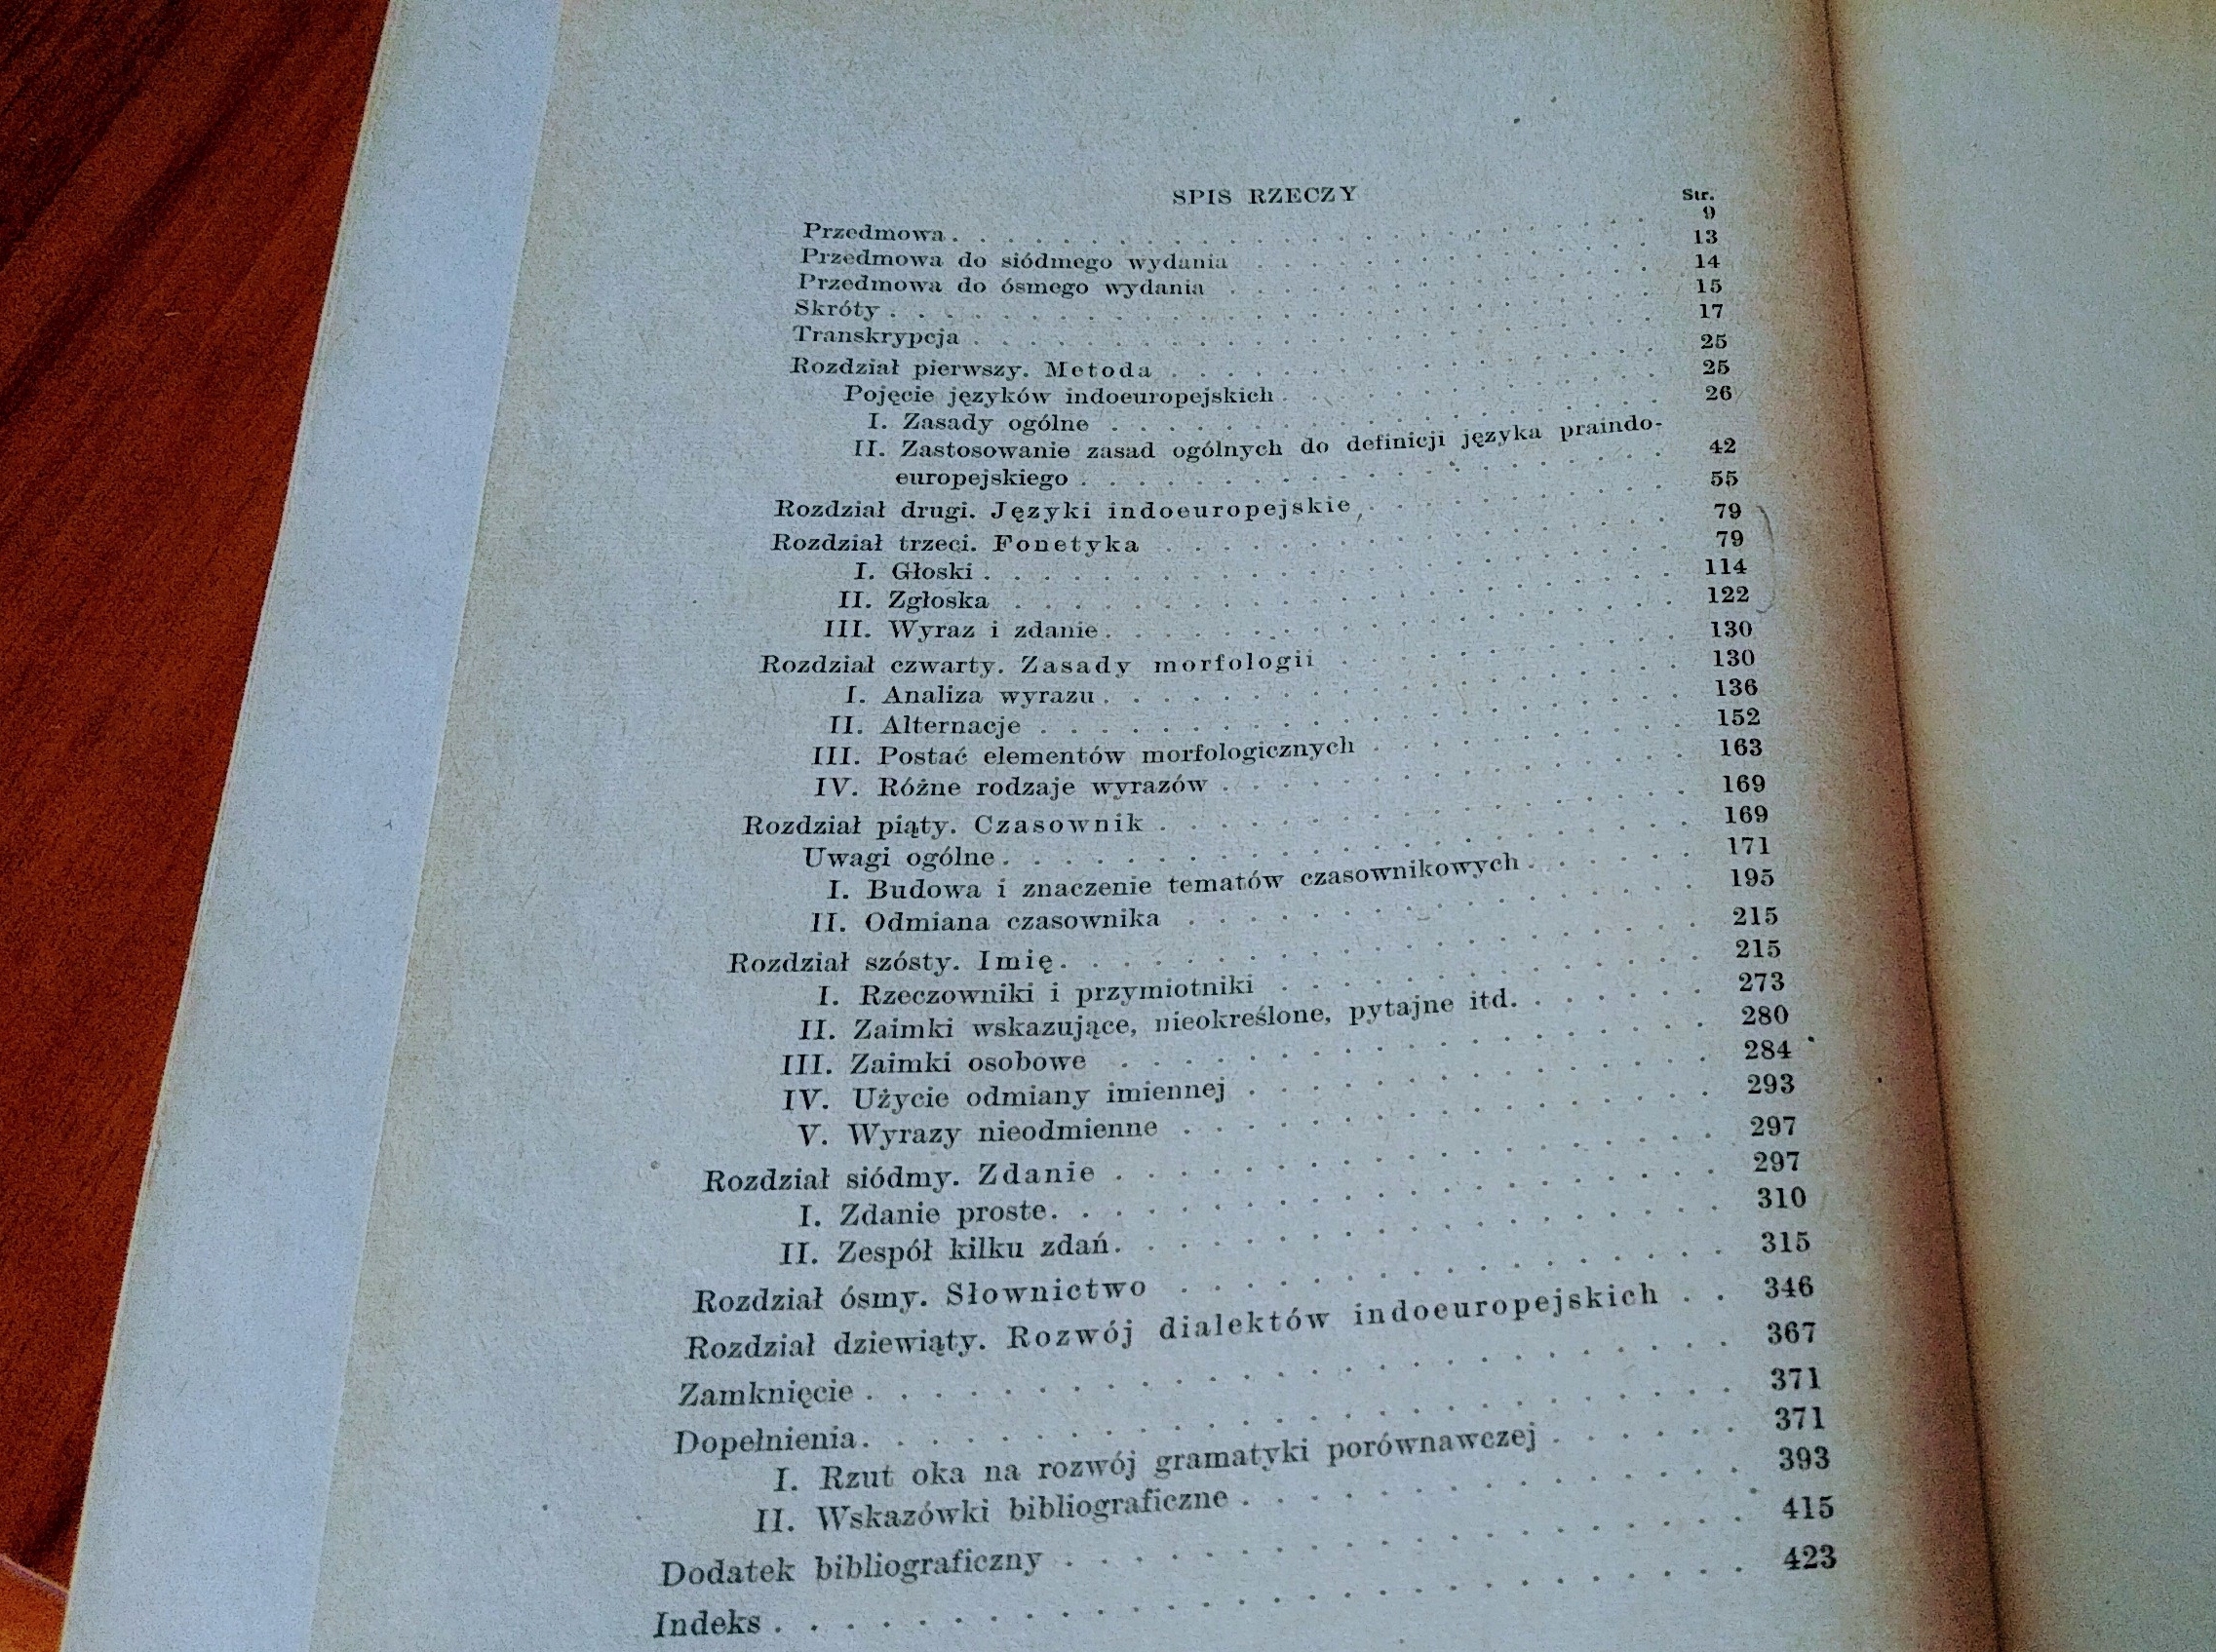 SPIS RZECZY
Str.
Przedmowa . . . 9
Przedmowa do siódmego wydania . . . 13
Przedmowa do ósmego wydania . . . 14
Skróty . . . 15
Transkrypcja . . . 17
Rozdział pierwszy. Metoda . . . 25
Pojęcie języków indoeuropejskich . . . 25
I. Zasady ogólne . . . 26
II. Zastosowanie zasad ogólnych do definicji języka praindo-
europejskiego . . . 42
Rozdział drugi. Języki indoeuropejskie . . . 55
Rozdział trzeci. Fonetyka . . . 79
I. Głoski . . . 79
II. Zgłoska . . . 114
III. Wyraz i zdanie . . . 122
Rozdział czwarty. Zasady morfologii . . . 130
I. Analiza wyrazu . . . 130
II. Alternacje . . . 136
III. Postać elementów morfologicznych . . . 152
IV. Różne rodzaje wyrazów . . . 163
Rozdział piąty. Czasownik . . . 169
Uwagi ogólne . . . 169
I. Budowa i znaczenie tematów czasownikowych . . . 171
II. Odmiana czasownika . . . 195
Rozdział szósty. Imię . . . 215
I. Rzeczowniki i przymiotniki . . . 215
II. Zaimki wskazujące, nieokreślone, pytajne itd. . . . 273
III. Zaimki osobowe . . . 280
IV. Użycie odmiany imiennej . . . 284
V. Wyrazy nieodmienne . . . 293
Rozdział siódmy. Zdanie . . . 297
I. Zdanie proste . . . 297
II. Zespół kilku zdań . . . 310
Rozdział ósmy. Słownictwo . . . 315
Rozdział dziewiąty. Rozwój dialektów indoeuropejskich . . 346
Zamknięcie . . . 367
Dopełnienia . . . 371
I. Rzut oka na rozwój gramatyki porównawczej . . . 371
II. Wskazówki bibliograficzne . . . 393
Dodatek bibliograficzny . . . 415
Indeks . . . 423